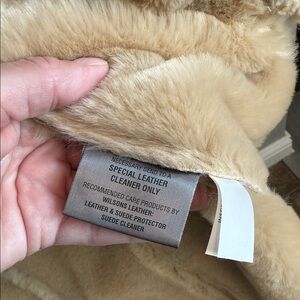 NECESSARY SEND TO A
SPECIAL LEATHER
CLEANER ONLY
RECOMMENDED CARE PRODUCTS BY
WILSONS LEATHER:
LEATHER & SUEDE PROTECTOR
SUEDE CLEANER